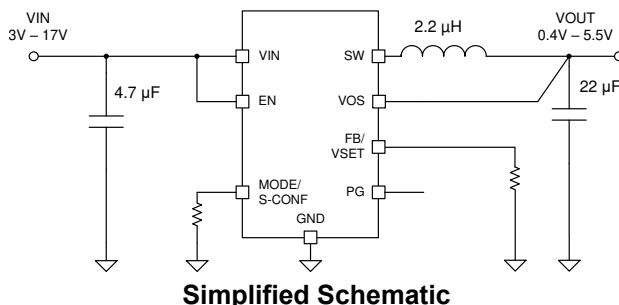 VIN
3V – 17V
4.7 µF
VIN
EN
MODE/
S-CONF
GND
SW
VOS
FB/
VSET
PG
2.2 µH
VOUT
0.4V – 5.5V
22 µF
Simplified Schematic